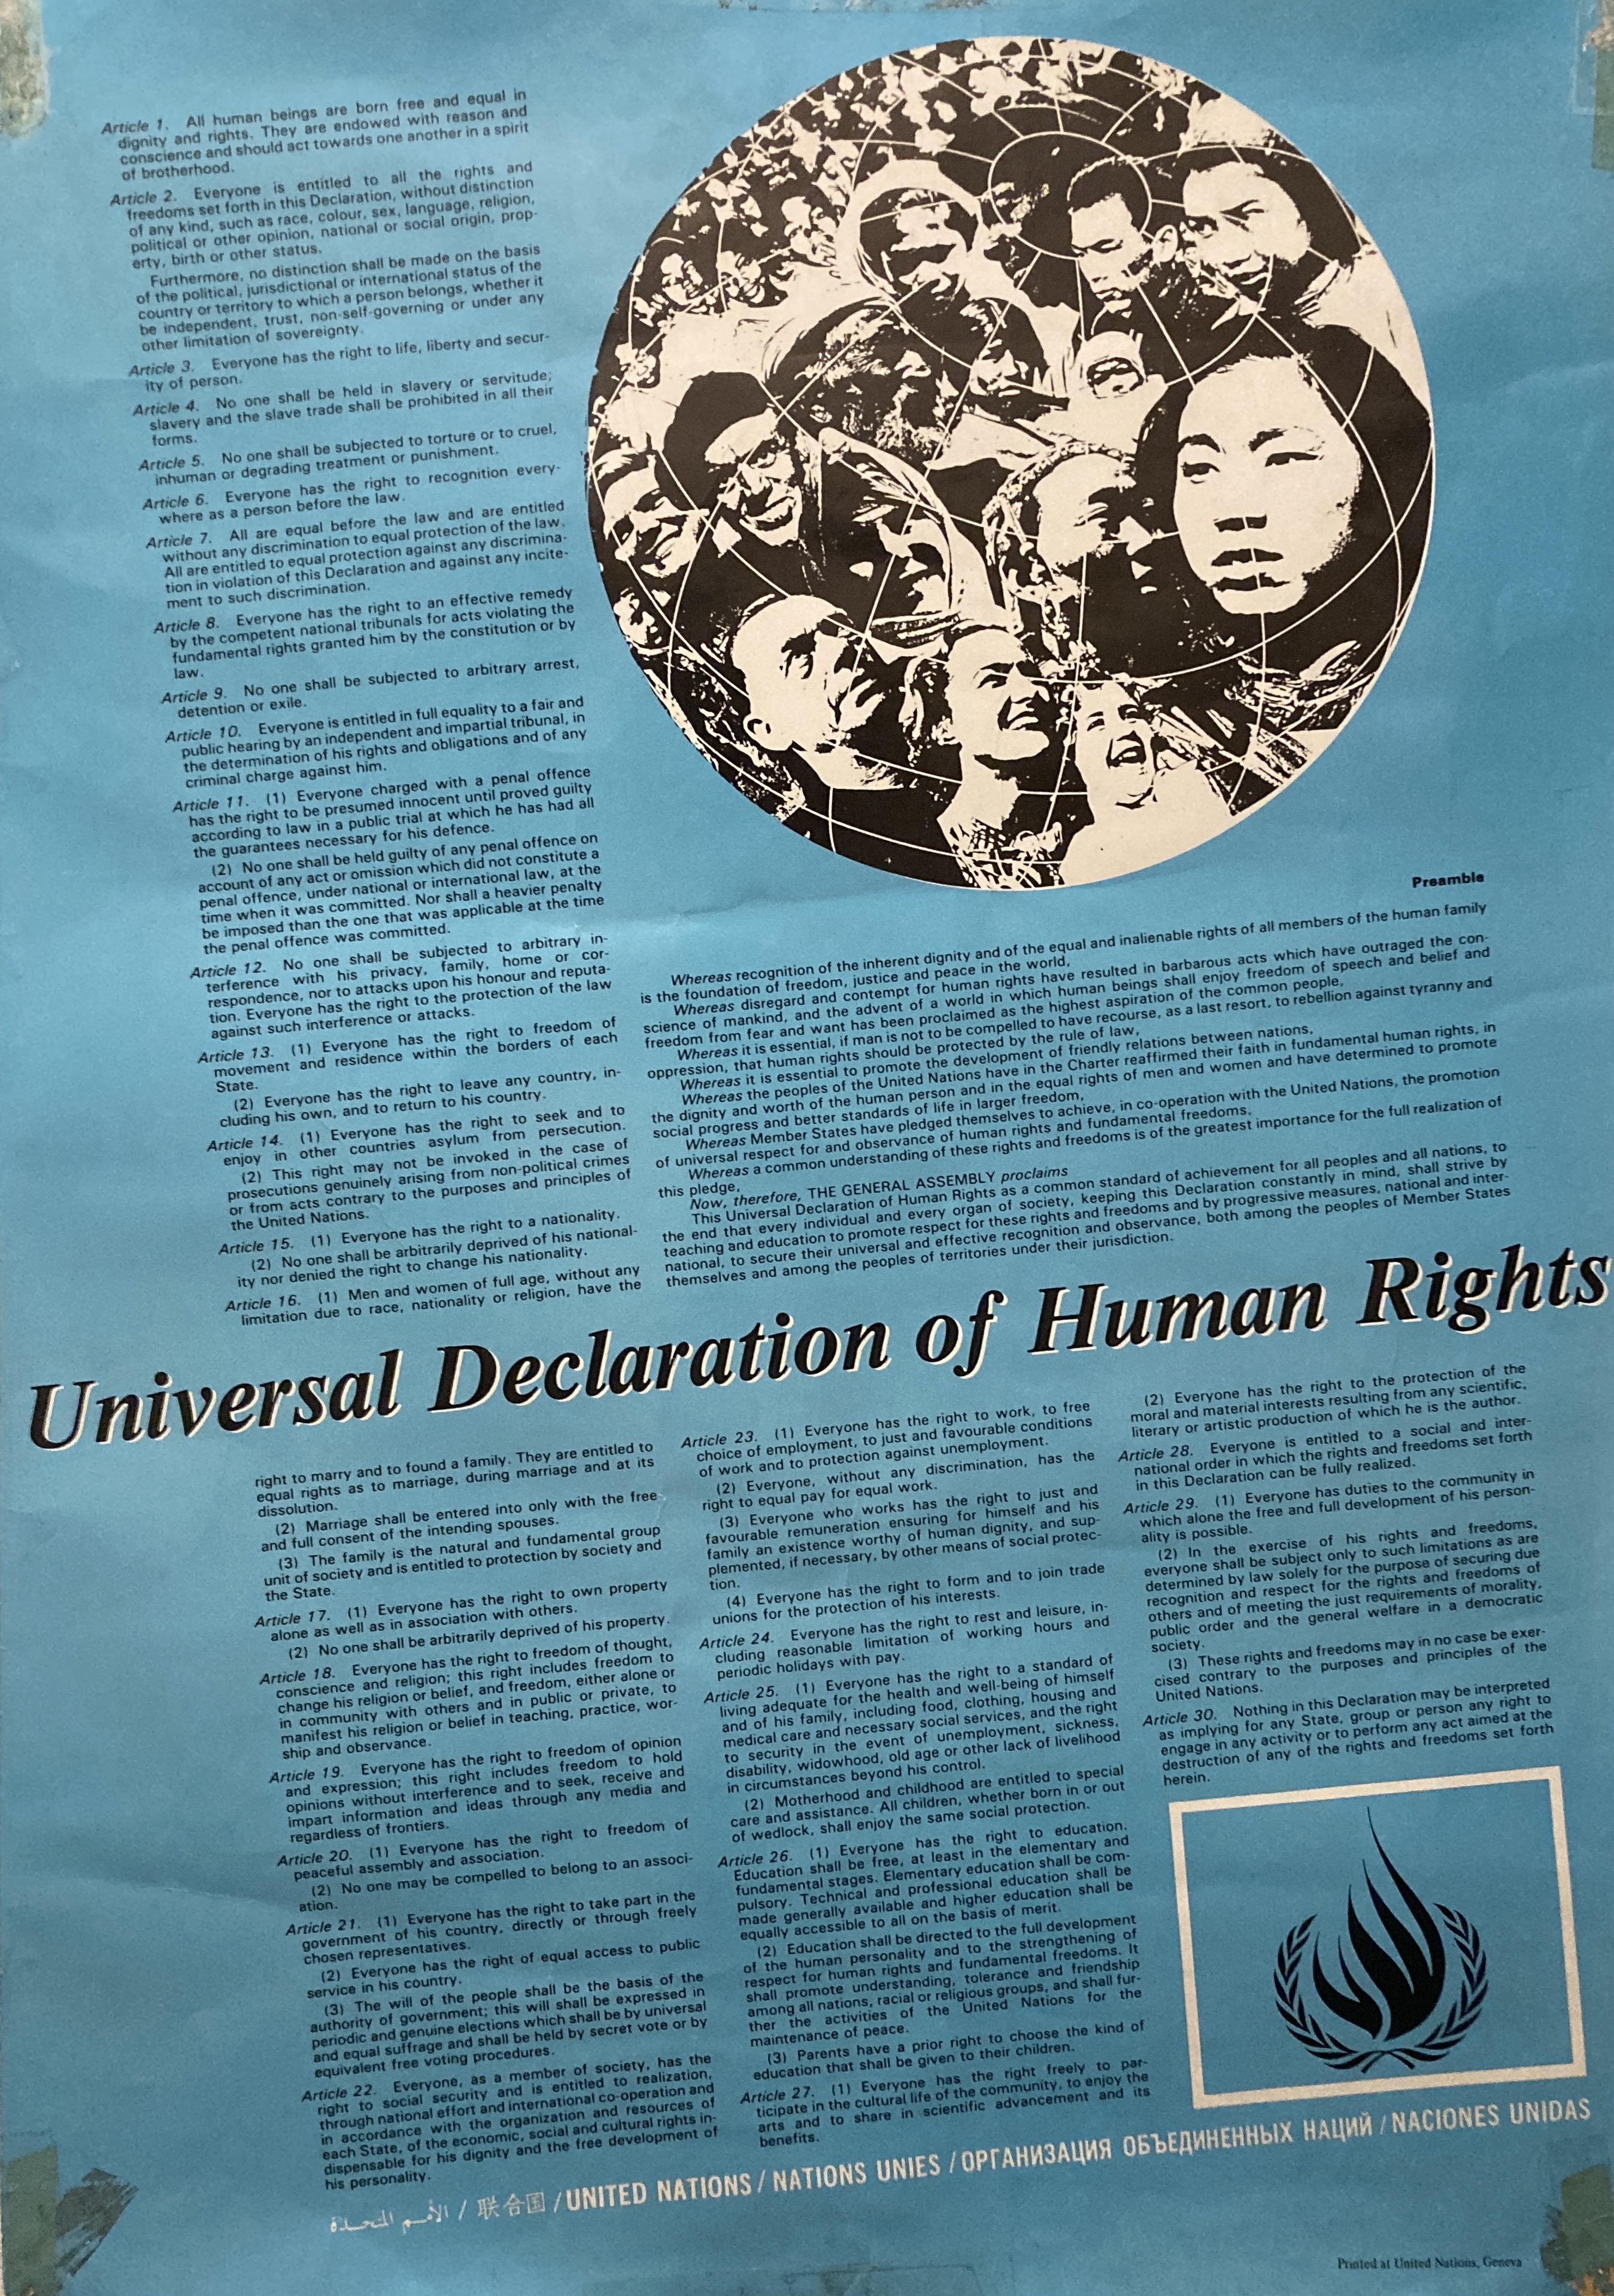 Article 1. All human beings are born free and equal in
dignity and rights. They are endowed with reason and
conscience and should act towards one another in a spirit
of brotherhood.
Article 2. Everyone is entitled to all the rights and
freedoms set forth in this Declaration, without distinction
of any kind, such as race, colour, sex, language, religion,
political or other opinion, national or social origin, prop-
erty, birth or other status.
Furthermore, no distinction shall be made on the basis
of the political, jurisdictional or international status of the
country or territory to which a person belongs, whether it
be independent, trust, non-self-governing or under any
other limitation of sovereignty.
Article 3. Everyone has the right to life, liberty and secur-
ity of person.
Article 4. No one shall be held in slavery or servitude;
slavery and the slave trade shall be prohibited in all their
forms.
Article 5. No one shall be subjected to torture or to cruel,
inhuman or degrading treatment or punishment.
Article 6. Everyone has the right to recognition every-
where as a person before the law.
Article 7. All are equal before the law and are entitled
without any discrimination to equal protection of the law.
All are entitled to equal protection against any discrimina-
tion in violation of this Declaration and against any incite-
ment to such discrimination.
Article 8. Everyone has the right to an effective remedy
by the competent national tribunals for acts violating the
fundamental rights granted him by the constitution or by
law.
Article 9. No one shall be subjected to arbitrary arrest,
detention or exile.
Article 10. Everyone is entitled in full equality to a fair and
public hearing by an independent and impartial tribunal, in
the determination of his rights and obligations and of any
criminal charge against him.
Article 11. (1) Everyone charged with a penal offence
has the right to be presumed innocent until proved guilty
according to law in a public trial at which he has had all
the guarantees necessary for his defence.
(2) No one shall be held guilty of any penal offence on
account of any act or omission which did not constitute a
penal offence, under national or international law, at the
time when it was committed. Nor shall a heavier penalty
be imposed than the one that was applicable at the time
the penal offence was committed.
Article 12. No one shall be subjected to arbitrary in-
terference with his privacy, family, home or cor-
respondence, nor to attacks upon his honour and reputa-
tion. Everyone has the right to the protection of the law
against such interference or attacks.
Article 13. (1) Everyone has the right to freedom of
movement and residence within the borders of each
State.
(2) Everyone has the right to leave any country, in-
cluding his own, and to return to his country.
Article 14. (1) Everyone has the right to seek and to
enjoy in other countries asylum from persecution.
(2) This right may not be invoked in the case of
prosecutions genuinely arising from non-political crimes
or from acts contrary to the purposes and principles of
the United Nations.
Article 15. (1) Everyone has the right to a nationality.
(2) No one shall be arbitrarily deprived of his national-
ity nor denied the right to change his nationality.
Article 16. (1) Men and women of full age, without any
limitation due to race, nationality or religion, have the
Preamble
Whereas recognition of the inherent dignity and of the equal and inalienable rights of all members of the human family
is the foundation of freedom, justice and peace in the world,
Whereas disregard and contempt for human rights have resulted in barbarous acts which have outraged the con-
science of mankind, and the advent of a world in which human beings shall enjoy freedom of speech and belief and
freedom from fear and want has been proclaimed as the highest aspiration of the common people,
Whereas it is essential, if man is not to be compelled to have recourse, as a last resort, to rebellion against tyranny and
oppression, that human rights should be protected by the rule of law,
Whereas it is essential to promote the development of friendly relations between nations,
Whereas the peoples of the United Nations have in the Charter reaffirmed their faith in fundamental human rights, in
the dignity and worth of the human person and in the equal rights of men and women and have determined to promote
social progress and better standards of life in larger freedom,
Whereas Member States have pledged themselves to achieve, in co-operation with the United Nations, the promotion
of universal respect for and observance of human rights and fundamental freedoms.
Whereas a common understanding of these rights and freedoms is of the greatest importance for the full realization of
this pledge,
Now, therefore, THE GENERAL ASSEMBLY proclaims
This Universal Declaration of Human Rights as a common standard of achievement for all peoples and all nations, to
the end that every individual and every organ of society, keeping this Declaration constantly in mind, shall strive by
teaching and education to promote respect for these rights and freedoms and by progressive measures, national and inter-
national, to secure their universal and effective recognition and observance, both among the peoples of Member States
themselves and among the peoples of territories under their jurisdiction.
Universal Declaration of Human Rights
right to marry and to found a family. They are entitled to
equal rights as to marriage, during marriage and at its
dissolution.
(2) Marriage shall be entered into only with the free
and full consent of the intending spouses.
(3) The family is the natural and fundamental group
unit of society and is entitled to protection by society and
the State.
Article 17. (1) Everyone has the right to own property
alone as well as in association with others.
(2) No one shall be arbitrarily deprived of his property.
Article 18. Everyone has the right to freedom of thought,
conscience and religion; this right includes freedom to
change his religion or belief, and freedom, either alone or
in community with others and in public or private, to
manifest his religion or belief in teaching, practice, wor-
ship and observance.
Article 19. Everyone has the right to freedom of opinion
and expression; this right includes freedom to hold
opinions without interference and to seek, receive and
impart information and ideas through any media and
regardless of frontiers.
Article 20. (1) Everyone has the right to freedom of
peaceful assembly and association.
(2) No one may be compelled to belong to an associ-
ation.
Article 21. (1) Everyone has the right to take part in the
government of his country, directly or through freely
chosen representatives.
(2) Everyone has the right of equal access to public
service in his country.
(3) The will of the people shall be the basis of the
authority of government; this will shall be expressed in
periodic and genuine elections which shall be by universal
and equal suffrage and shall be held by secret vote or by
equivalent free voting procedures.
Article 22. Everyone, as a member of society, has the
right to social security and is entitled to realization,
through national effort and international co-operation and
in accordance with the organization and resources of
each State, of the economic, social and cultural rights in-
dispensable for his dignity and the free development of
his personality.
Article 23. (1) Everyone has the right to work, to free
choice of employment, to just and favourable conditions
of work and to protection against unemployment.
(2) Everyone, without any discrimination, has the
right to equal pay for equal work.
(3) Everyone who works has the right to just and
favourable remuneration ensuring for himself and his
family an existence worthy of human dignity, and sup-
plemented, if necessary, by other means of social protec-
tion.
(4) Everyone has the right to form and to join trade
unions for the protection of his interests.
Article 24. Everyone has the right to rest and leisure, in-
cluding reasonable limitation of working hours and
periodic holidays with pay.
Article 25. (1) Everyone has the right to a standard of
living adequate for the health and well-being of himself
and of his family, including food, clothing, housing and
medical care and necessary social services, and the right
to security in the event of unemployment, sickness,
disability, widowhood, old age or other lack of livelihood
in circumstances beyond his control.
(2) Motherhood and childhood are entitled to special
care and assistance. All children, whether born in or out
of wedlock, shall enjoy the same social protection.
Article 26. (1) Everyone has the right to education.
Education shall be free, at least in the elementary and
fundamental stages. Elementary education shall be com-
pulsory. Technical and professional education shall be
made generally available and higher education shall be
equally accessible to all on the basis of merit.
(2) Education shall be directed to the full development
of the human personality and to the strengthening of
respect for human rights and fundamental freedoms. It
shall promote understanding, tolerance and friendship
among all nations, racial or religious groups, and shall fur-
ther the activities of the United Nations for the
maintenance of peace.
(3) Parents have a prior right to choose the kind of
education that shall be given to their children.
Article 27. (1) Everyone has the right freely to par-
ticipate in the cultural life of the community, to enjoy the
arts and to share in scientific advancement and its
benefits.
(2) Everyone has the right to the protection of the
moral and material interests resulting from any scientific,
literary or artistic production of which he is the author.
Article 28. Everyone is entitled to a social and inter-
national order in which the rights and freedoms set forth
in this Declaration can be fully realized.
Article 29. (1) Everyone has duties to the community in
which alone the free and full development of his person-
ality is possible.
(2) In the exercise of his rights and freedoms,
everyone shall be subject only to such limitations as are
determined by law solely for the purpose of securing due
recognition and respect for the rights and freedoms of
others and of meeting the just requirements of morality,
public order and the general welfare in a democratic
society.
(3) These rights and freedoms may in no case be exer-
cised contrary to the purposes and principles of the
United Nations.
Article 30. Nothing in this Declaration may be interpreted
as implying for any State, group or person any right to
engage in any activity or to perform any act aimed at the
destruction of any of the rights and freedoms set forth
herein.
الأمم المتحدة / 联合国 / UNITED NATIONS / NATIONS UNIES / ОРГАНИЗАЦИЯ ОБЪЕДИНЕННЫХ НАЦИЙ / NACIONES UNIDAS
Printed at United Nations, Geneva